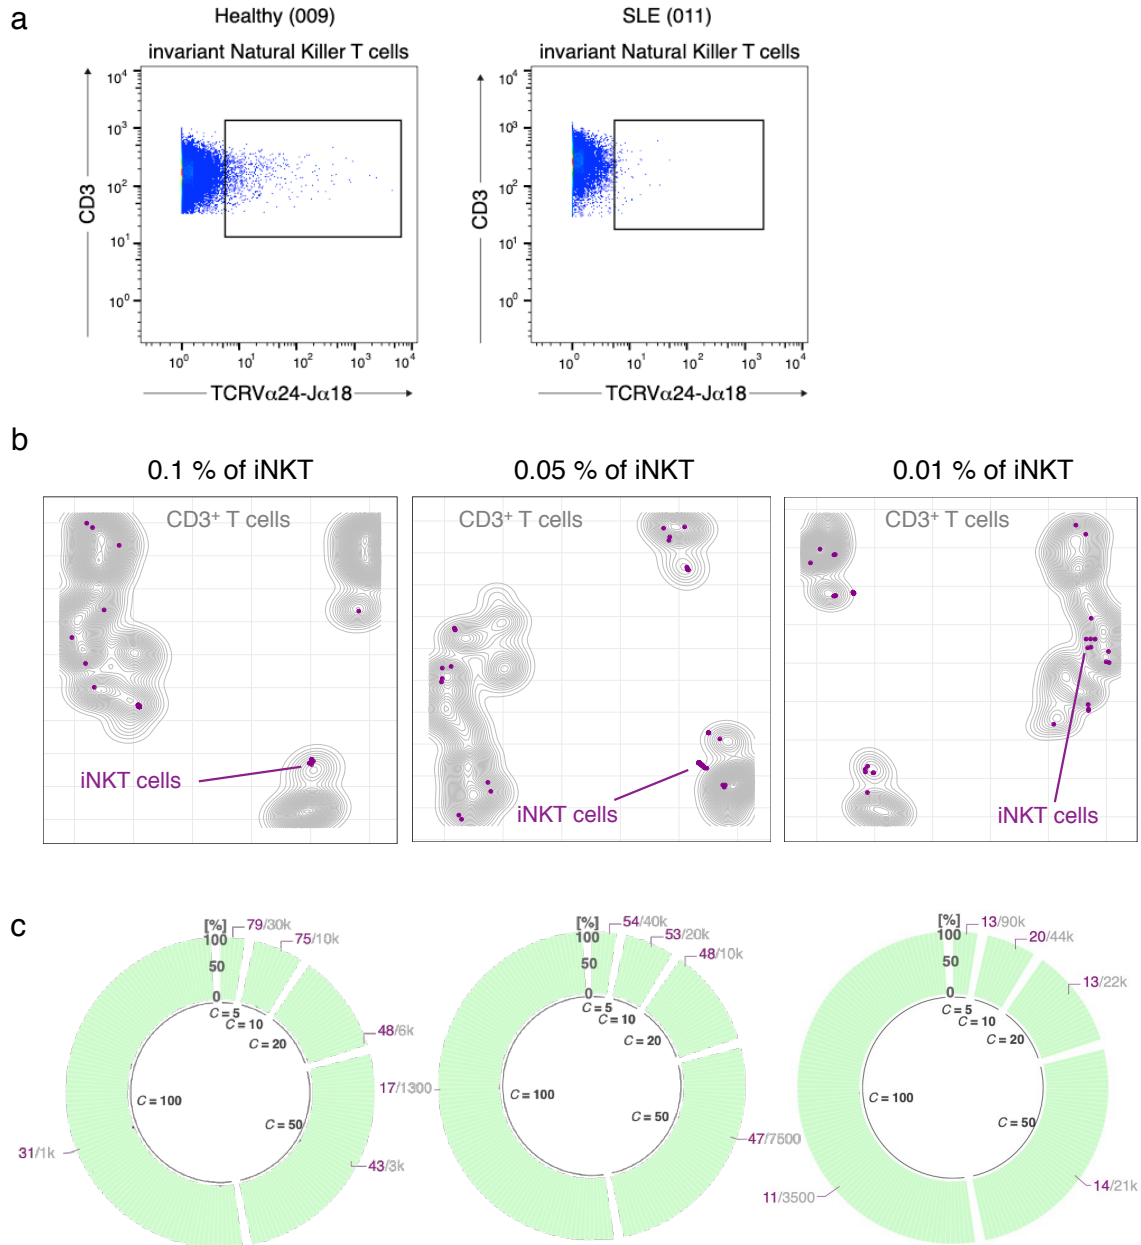 a
Healthy (009)
SLE (011)
invariant Natural Killer T cells
invariant Natural Killer T cells
10⁴
10³
10²
10¹
10⁰
CD3
10⁰ 10¹ 10² 10³ 10⁴
TCRVα24-Jα18
10⁴
10³
10²
10¹
10⁰
CD3
10⁰ 10¹ 10² 10³ 10⁴
TCRVα24-Jα18
b
0.1 % of iNKT
0.05 % of iNKT
0.01 % of iNKT
CD3⁺ T cells
CD3⁺ T cells
CD3⁺ T cells
iNKT cells
iNKT cells
iNKT cells
c
[%]
100
50
0
79/30k
75/10k
48/6k
43/3k
31/1k
C = 5
C = 10
C = 20
C = 50
C = 100
[%]
100
50
0
54/40k
53/20k
48/10k
47/7600
17/1300
C = 5
C = 10
C = 20
C = 50
C = 100
[%]
100
50
0
13/90k
20/44k
13/22k
14/21k
11/3500
C = 5
C = 10
C = 20
C = 50
C = 100